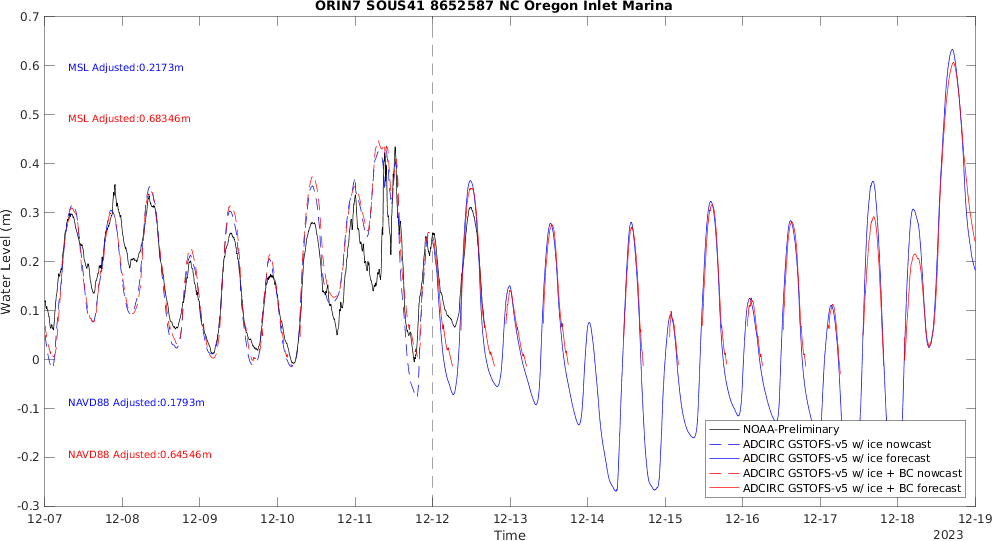 ORIN7 SOUS41 8652587 NC Oregon Inlet Marina
0.7
0.6
0.5
0.4
0.3
0.2
0.1
0
-0.1
-0.2
-0.3
Water Level (m)
MSL Adjusted:0.2173m
MSL Adjusted:0.68346m
NAVD88 Adjusted:0.1793m
NAVD88 Adjusted:0.64546m
NOAA-Preliminary
ADCIRC GSTOFS-v5 w/ ice nowcast
ADCIRC GSTOFS-v5 w/ ice forecast
ADCIRC GSTOFS-v5 w/ ice + BC nowcast
ADCIRC GSTOFS-v5 w/ ice + BC forecast
12-07 12-08 12-09 12-10 12-11 12-12 12-13 12-14 12-15 12-16 12-17 12-18 12-19
Time
2023